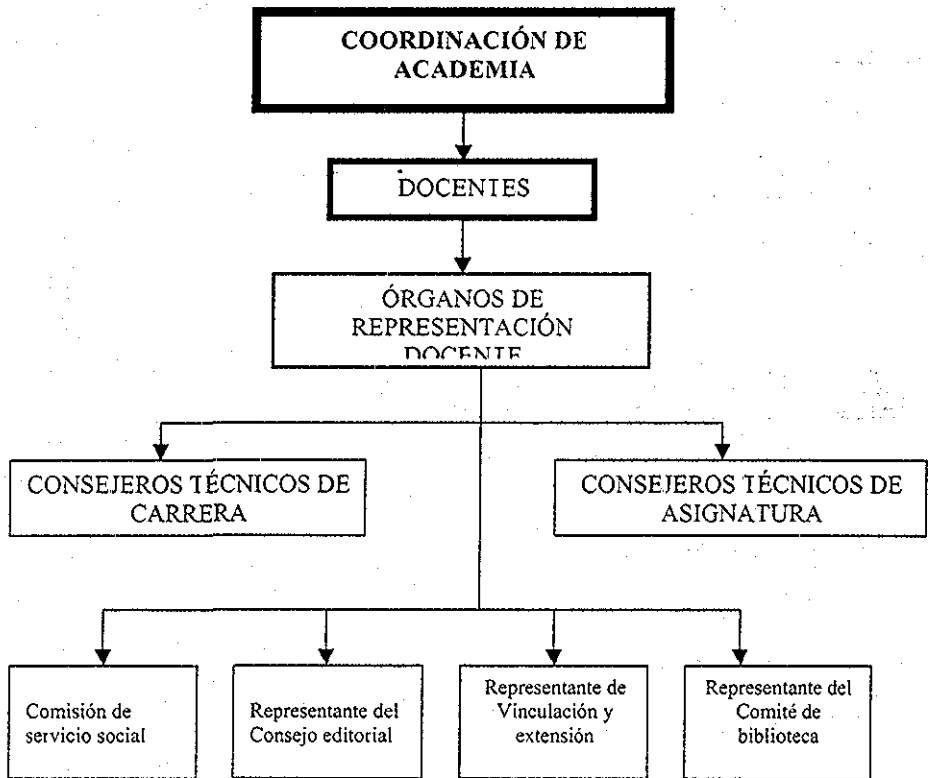 COORDINACIÓN DE
ACADEMIA
DOCENTES
ÓRGANOS DE
REPRESENTACIÓN
DOCENTE
CONSEJEROS TÉCNICOS DE
CARRERA
CONSEJEROS TÉCNICOS DE
ASIGNATURA
Comisión de
servicio social
Representante del
Consejo editorial
Representante de
Vinculación y
extensión
Representante del
Comité de
biblioteca